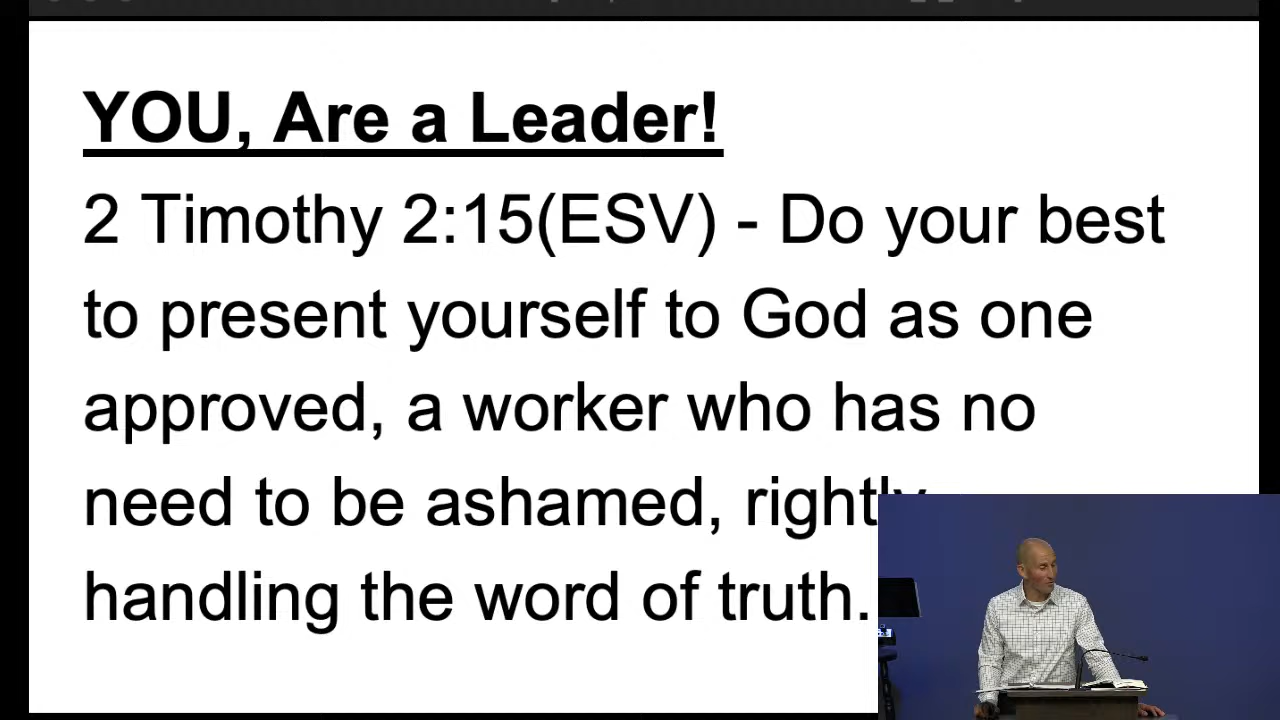 YOU, Are a Leader!
2 Timothy 2:15(ESV) - Do your best
to present yourself to God as one
approved, a worker who has no
need to be ashamed, rightly
handling the word of truth.